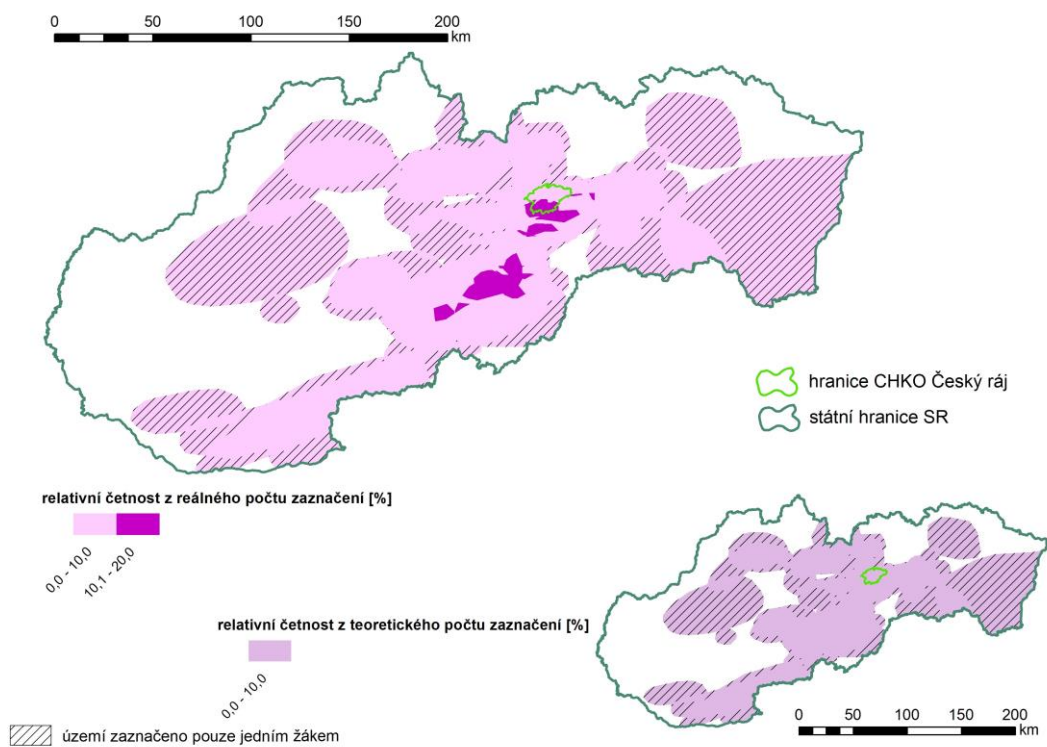 0 50 100 150 200
km
hranice CHKO Český ráj
státní hranice SR
relativní četnost z reálného počtu zaznačení [%]
0,0 - 10,0
10,1 - 20,0
relativní četnost z teoretického počtu zaznačení [%]
0,0 - 10,0
území zaznačeno pouze jedním žákem
0 50 100 150 200
km